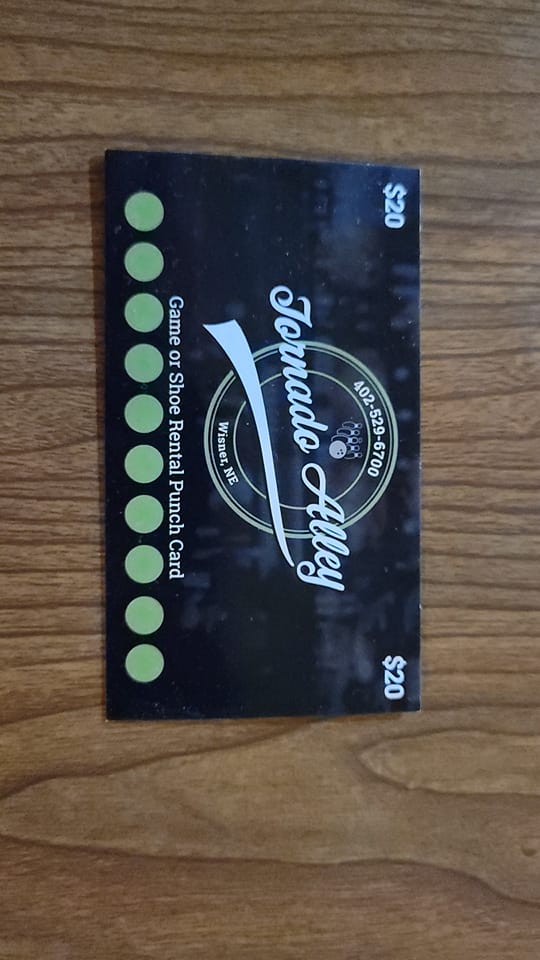 $20
$20
402-529-6700
Tornado Alley
Wisner, NE
Game or Shoe Rental Punch Card